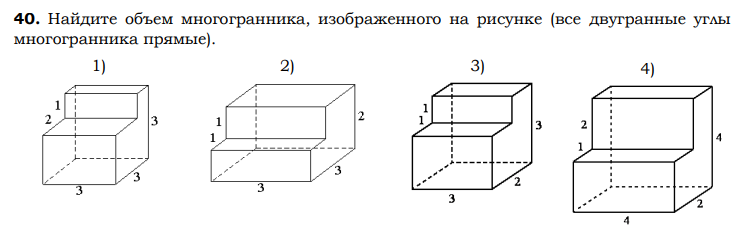 40. Найдите объем многогранника, изображенного на рисунке (все двугранные углы
многогранника прямые).
1) 2) 3) 4)
1 2 3 3 3
1 1 2 3 3
1 1 3 2 3
2 1 4 2 4